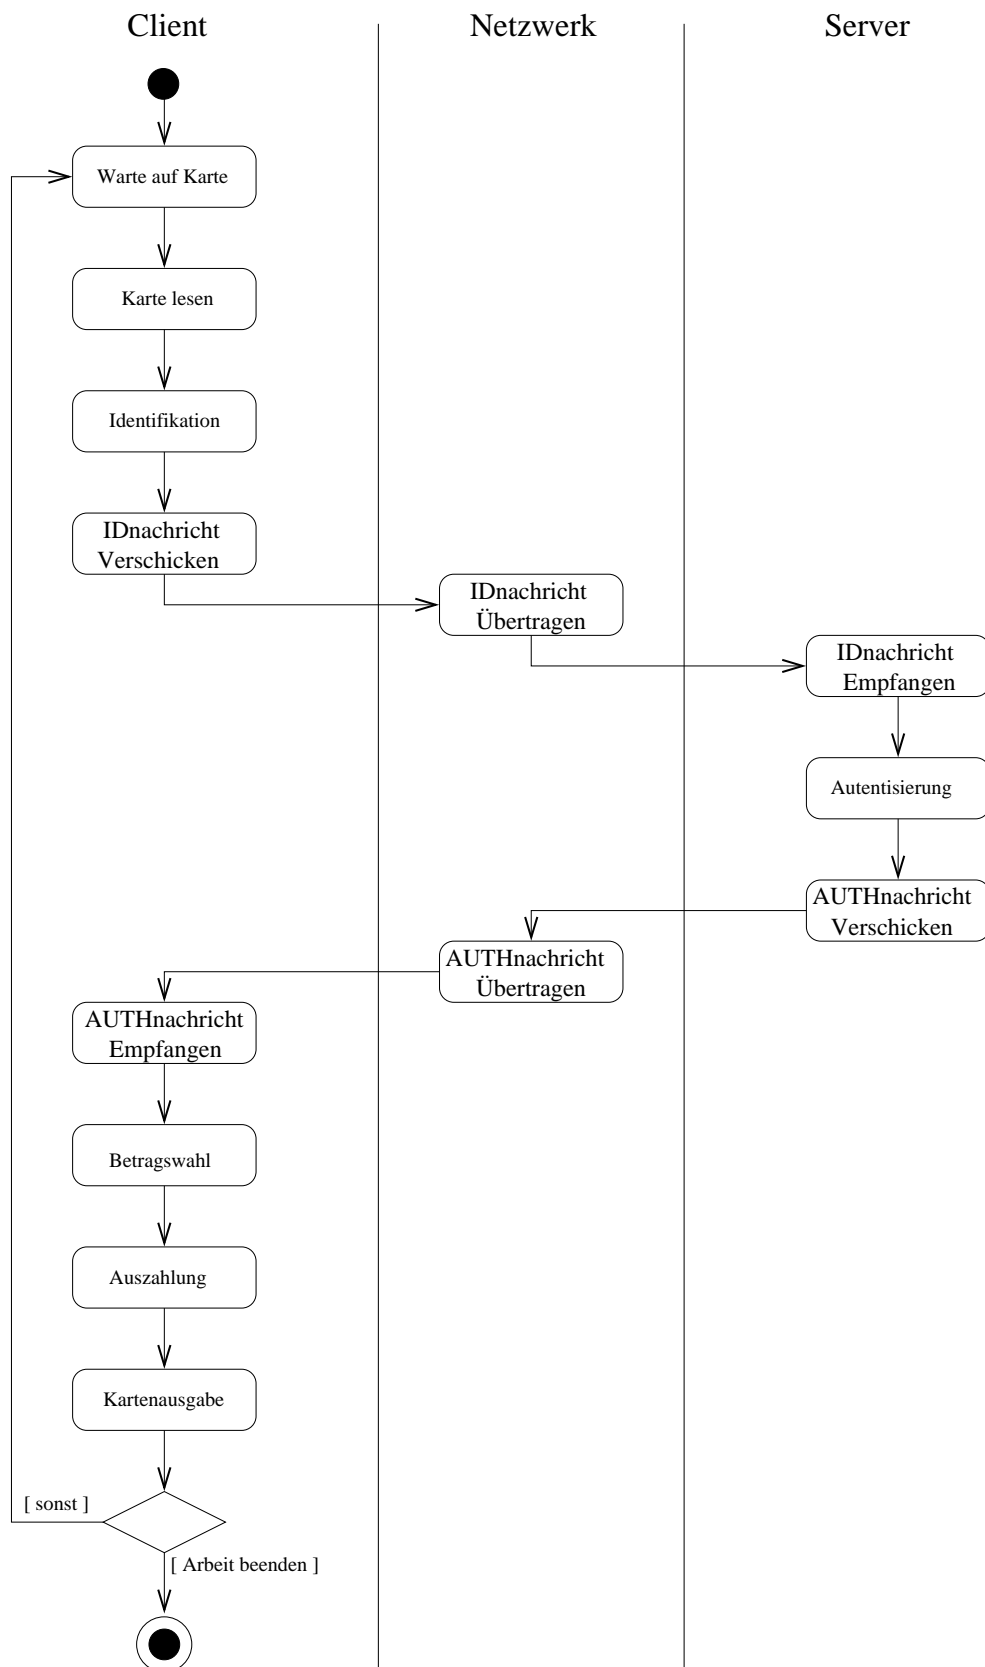 Client
Netzwerk
Server
Warte auf Karte
Karte lesen
Identifikation
IDnachricht
Verschicken
IDnachricht
Übertragen
IDnachricht
Empfangen
Autentisierung
AUTHnachricht
Verschicken
AUTHnachricht
Übertragen
AUTHnachricht
Empfangen
Betragswahl
Auszahlung
Kartenausgabe
[ sonst ]
[ Arbeit beenden ]